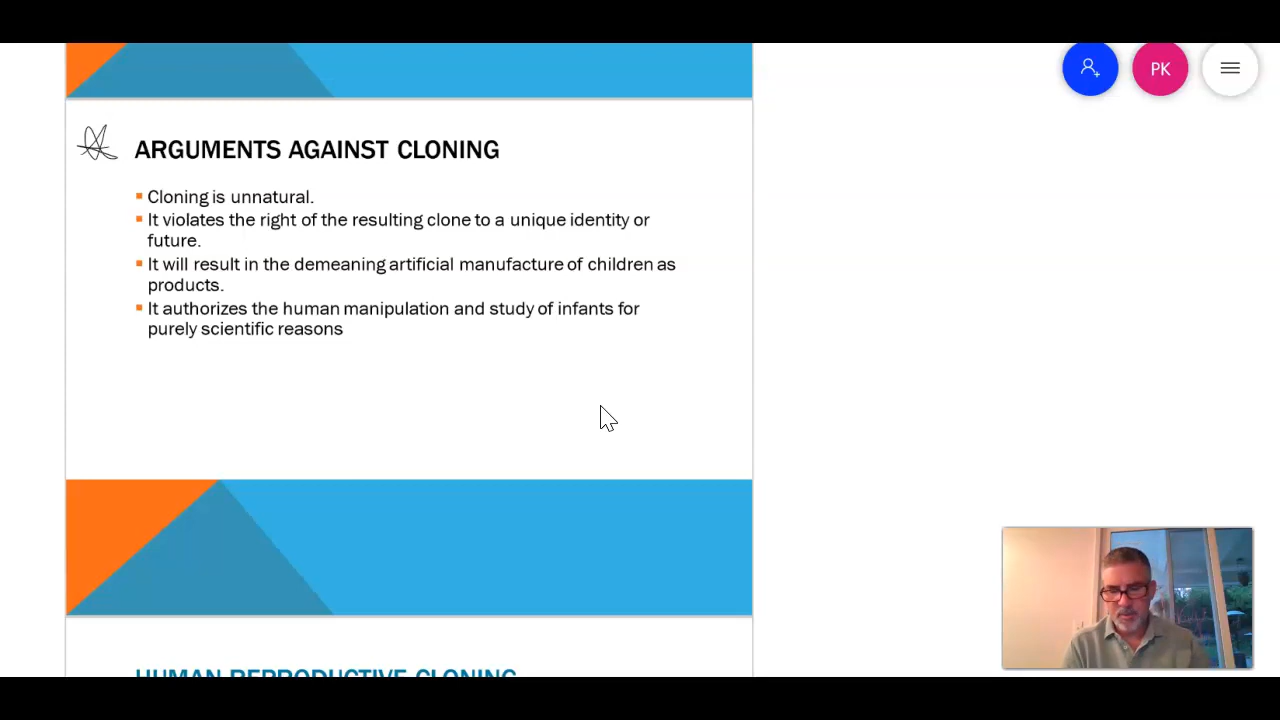 PK
ARGUMENTS AGAINST CLONING
Cloning is unnatural.
It violates the right of the resulting clone to a unique identity or
future.
It will result in the demeaning artificial manufacture of children as
products.
It authorizes the human manipulation and study of infants for
purely scientific reasons
HUMAN REPRODUCTIVE CLONING